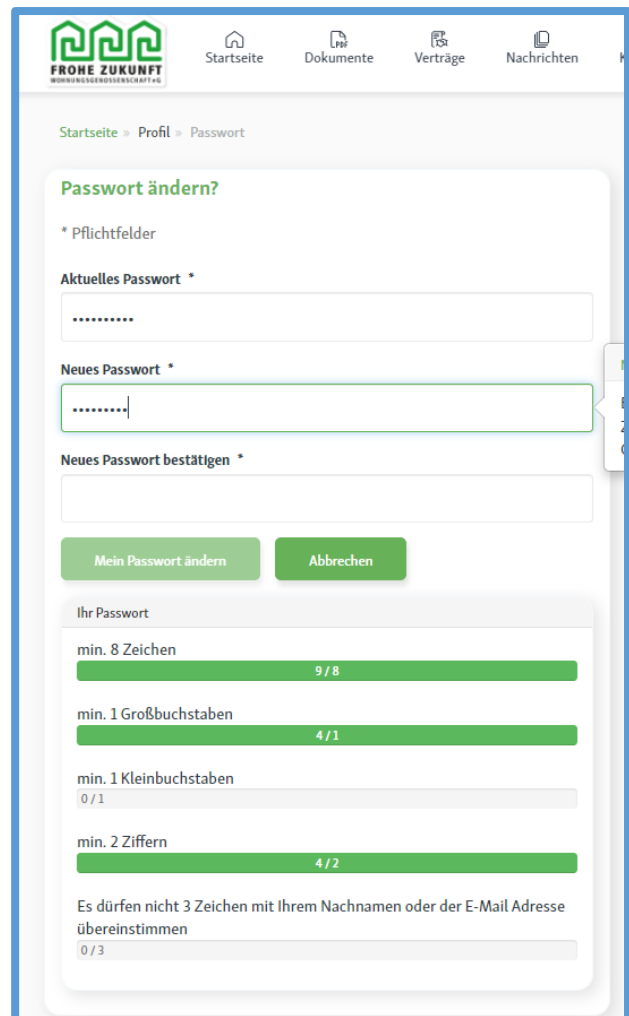 FROHE ZUKUNFT
WOHNUNGSGENOSSENSCHAFT eG
Startseite
Dokumente
Verträge
Nachrichten
Startseite » Profil » Passwort
Passwort ändern?
* Pflichtfelder
Aktuelles Passwort *
••••••••••
Neues Passwort *
•••••••••
Neues Passwort bestätigen *
Mein Passwort ändern
Abbrechen
Ihr Passwort
min. 8 Zeichen
9 / 8
min. 1 Großbuchstaben
4 / 1
min. 1 Kleinbuchstaben
0 / 1
min. 2 Ziffern
4 / 2
Es dürfen nicht 3 Zeichen mit Ihrem Nachnamen oder der E-Mail Adresse
übereinstimmen
0 / 3